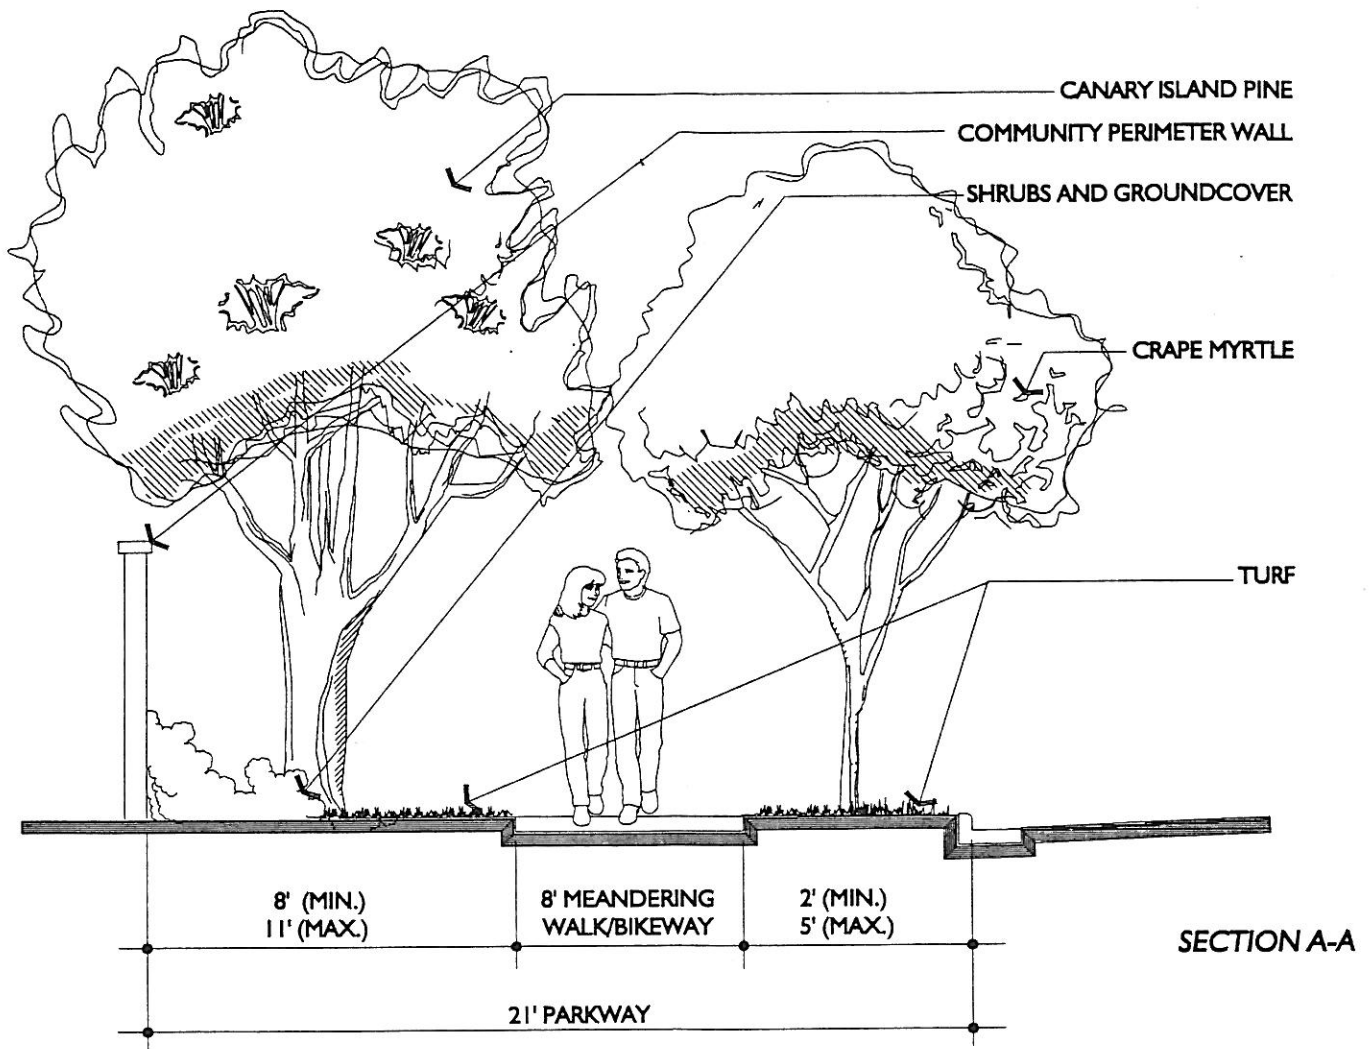 CANARY ISLAND PINE
COMMUNITY PERIMETER WALL
SHRUBS AND GROUNDCOVER
CRAPE MYRTLE
TURF
8' (MIN.)
11' (MAX.)
8' MEANDERING
WALK/BIKEWAY
2' (MIN.)
5' (MAX.)
SECTION A-A
21' PARKWAY